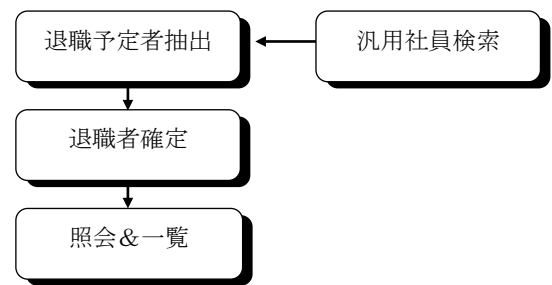 退職予定者抽出
汎用社員検索
退職者確定
照会＆一覧